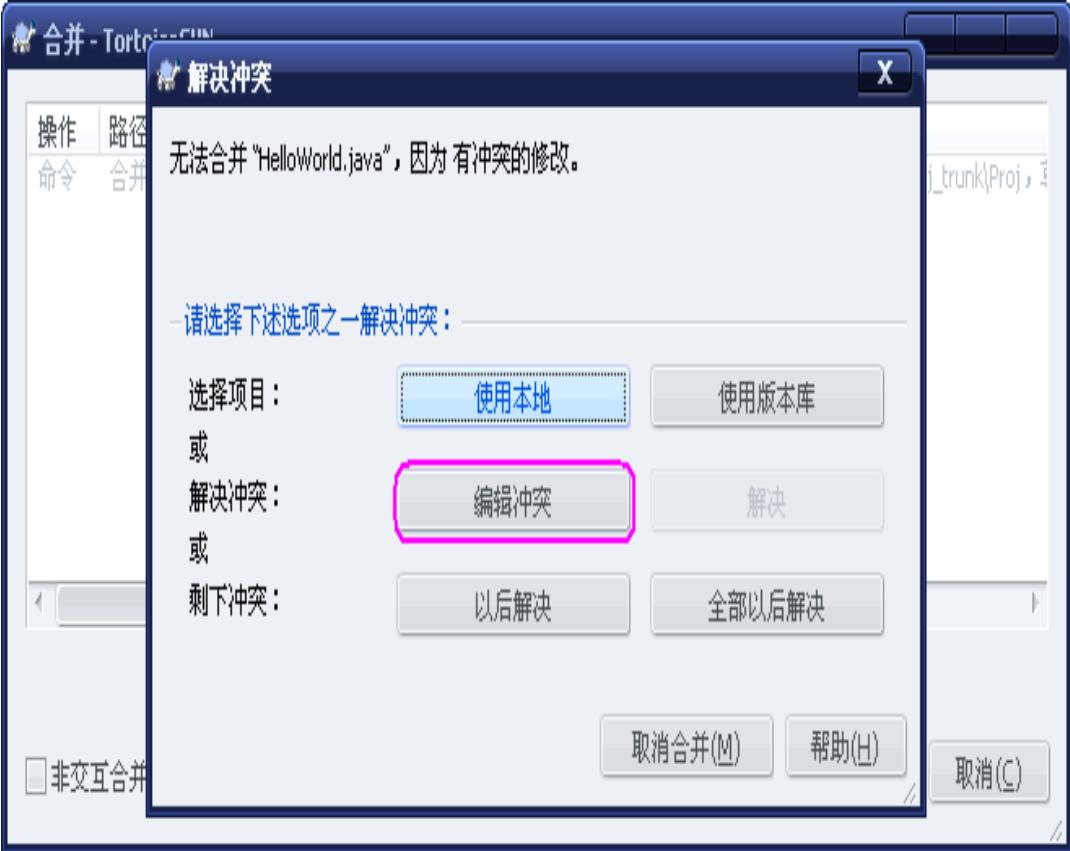 合并 - TortoiseSVN
解决冲突
X
操作 路径
命令 合并
j_trunk\Proj，
无法合并 "HelloWorld.java"，因为 有冲突的修改。
请选择下述选项之一解决冲突：
选择项目： 使用本地 使用版本库
或
解决冲突： 编辑冲突 解决
或
剩下冲突： 以后解决 全部以后解决
取消合并(M) 帮助(H)
非交互合并 取消(C)